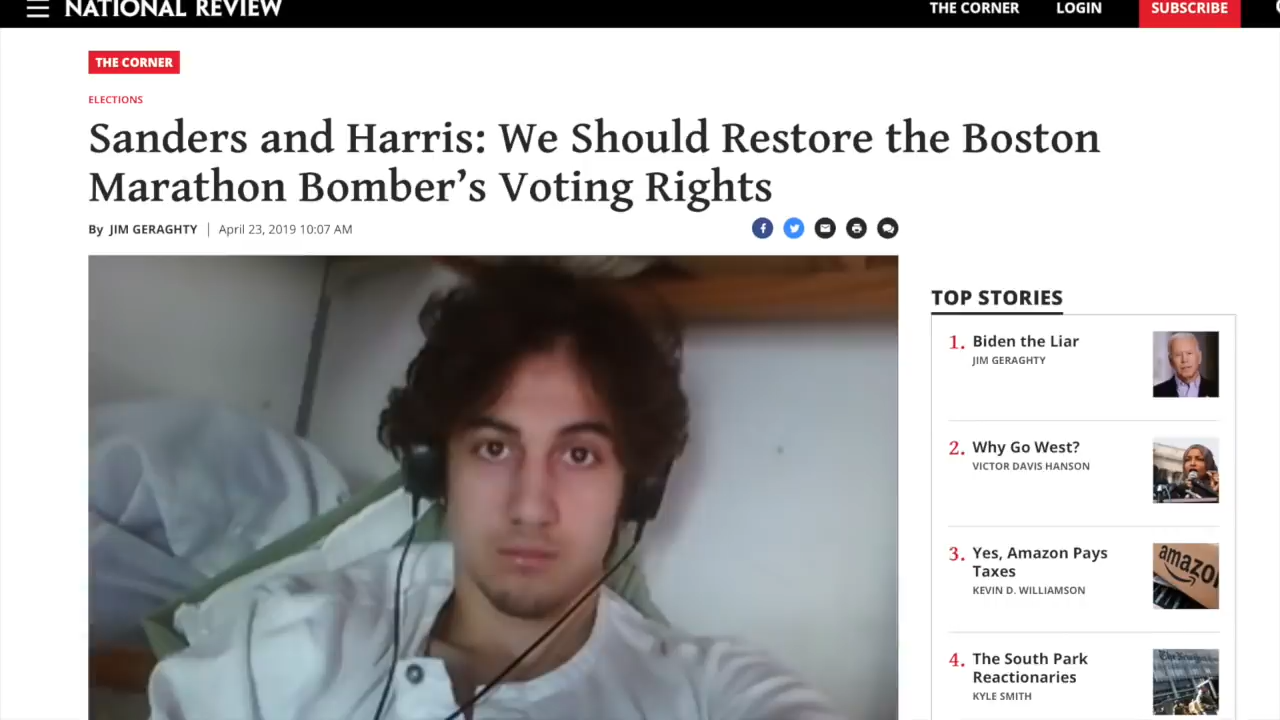 NATIONAL REVIEW
THE CORNER
LOGIN
SUBSCRIBE
THE CORNER
ELECTIONS
Sanders and Harris: We Should Restore the Boston
Marathon Bomber’s Voting Rights
By JIM GERAGHTY | April 23, 2019 10:07 AM
TOP STORIES
1. Biden the Liar
JIM GERAGHTY
2. Why Go West?
VICTOR DAVIS HANSON
3. Yes, Amazon Pays
Taxes
KEVIN D. WILLIAMSON
amazon
4. The South Park
Reactionaries
KYLE SMITH